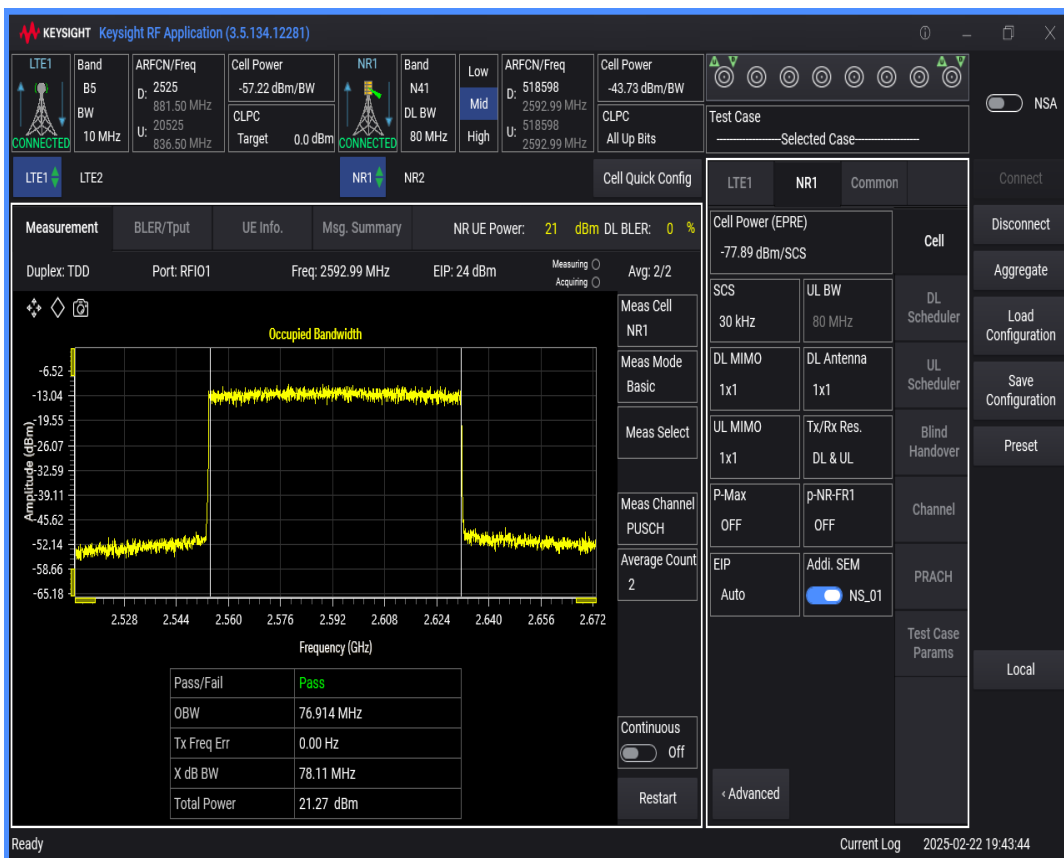 KEYSIGHT Keysight RF Application (3.5.134.12281)
LTE1 Band ARFCN/Freq Cell Power NR1 Band Low ARFCN/Freq Cell Power
B5 D: 2525 -57.22 dBm/BW N41 D: 518598 -43.73 dBm/BW
881.50 MHz Mid 2592.99 MHz
BW U: 20525 CLPC DL BW U: 518598 CLPC Test Case
CONNECTED 10 MHz 836.50 MHz Target 0.0 dBm CONNECTED 80 MHz High 2592.99 MHz All Up Bits Selected Case
NSA
LTE1 LTE2 NR1 NR2 Cell Quick Config
LTE1 NR1 Common
Connect
Measurement BLER/Tput UE Info. Msg. Summary NR UE Power: 21 dBm DL BLER: 0 %
Duplex: TDD Port: RFIO1 Freq: 2592.99 MHz EIP: 24 dBm Measuring Avg: 2/2
Acquiring
Occupied Bandwidth
Amplitude (dBm)
-6.52
-13.04
-19.55
-26.07
-32.59
-39.11
-45.62
-52.14
-58.66
-65.18
2.528 2.544 2.560 2.576 2.592 2.608 2.624 2.640 2.656 2.672
Frequency (GHz)
Pass/Fail Pass
OBW 76.914 MHz
Tx Freq Err 0.00 Hz
X dB BW 78.11 MHz
Total Power 21.27 dBm
Meas Cell
NR1
Meas Mode
Basic
Meas Select
Meas Channel
PUSCH
Average Count
2
Continuous
Off
Restart
Cell Power (EPRE)
-77.89 dBm/SCS
SCS UL BW
30 kHz 80 MHz
DL MIMO DL Antenna
1x1 1x1
UL MIMO Tx/Rx Res.
1x1 DL & UL
P-Max p-NR-FR1
OFF OFF
EIP Addi. SEM
Auto NS_01
‹ Advanced
Cell
DL
Scheduler
UL
Scheduler
Blind
Handover
Channel
PRACH
Test Case
Params
Disconnect
Aggregate
Load
Configuration
Save
Configuration
Preset
Local
Ready Current Log 2025-02-22 19:43:44